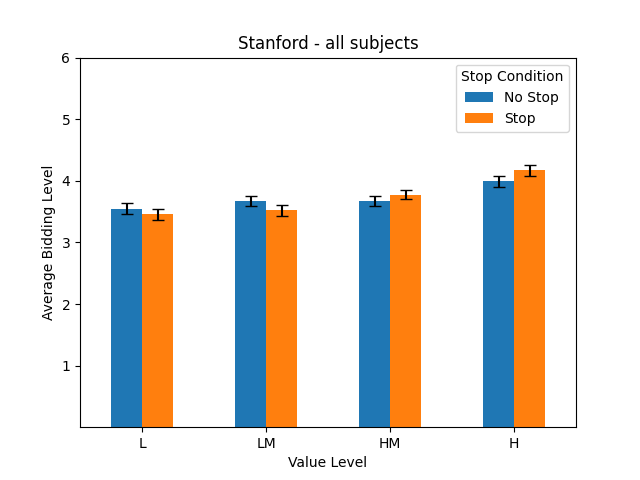 Stanford - all subjects
6
5
4
3
2
1
Average Bidding Level
Stop Condition
No Stop
Stop
L LM HM H
Value Level